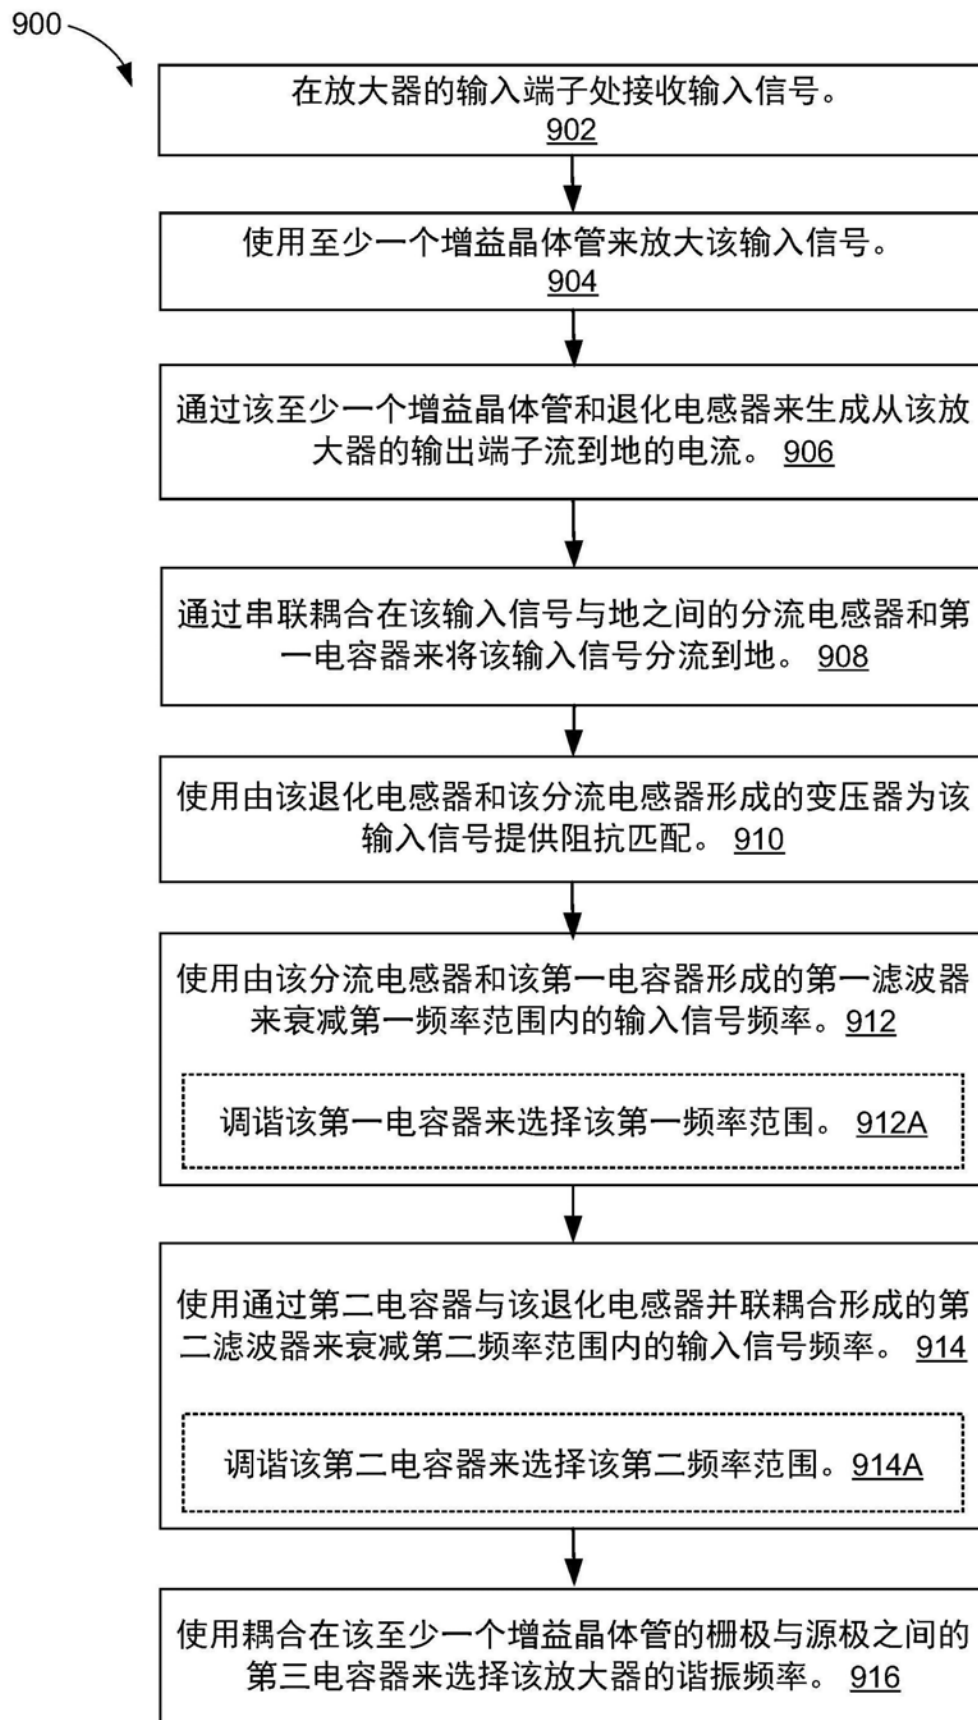 900
在放大器的输入端子处接收输入信号。
902
使用至少一个增益晶体管来放大该输入信号。
904
通过该至少一个增益晶体管和退化电感器来生成从该放
大器的输出端子流到地的电流。 906
通过串联耦合在该输入信号与地之间的分流电感器和第
一电容器来将该输入信号分流到地。 908
使用由该退化电感器和该分流电感器形成的变压器为该
输入信号提供阻抗匹配。 910
使用由该分流电感器和该第一电容器形成的第一滤波器
来衰减第一频率范围内的输入信号频率。912
调谐该第一电容器来选择该第一频率范围。 912A
使用通过第二电容器与该退化电感器并联耦合形成的第
二滤波器来衰减第二频率范围内的输入信号频率。 914
调谐该第二电容器来选择该第二频率范围。914A
使用耦合在该至少一个增益晶体管的栅极与源极之间的
第三电容器来选择该放大器的谐振频率。 916